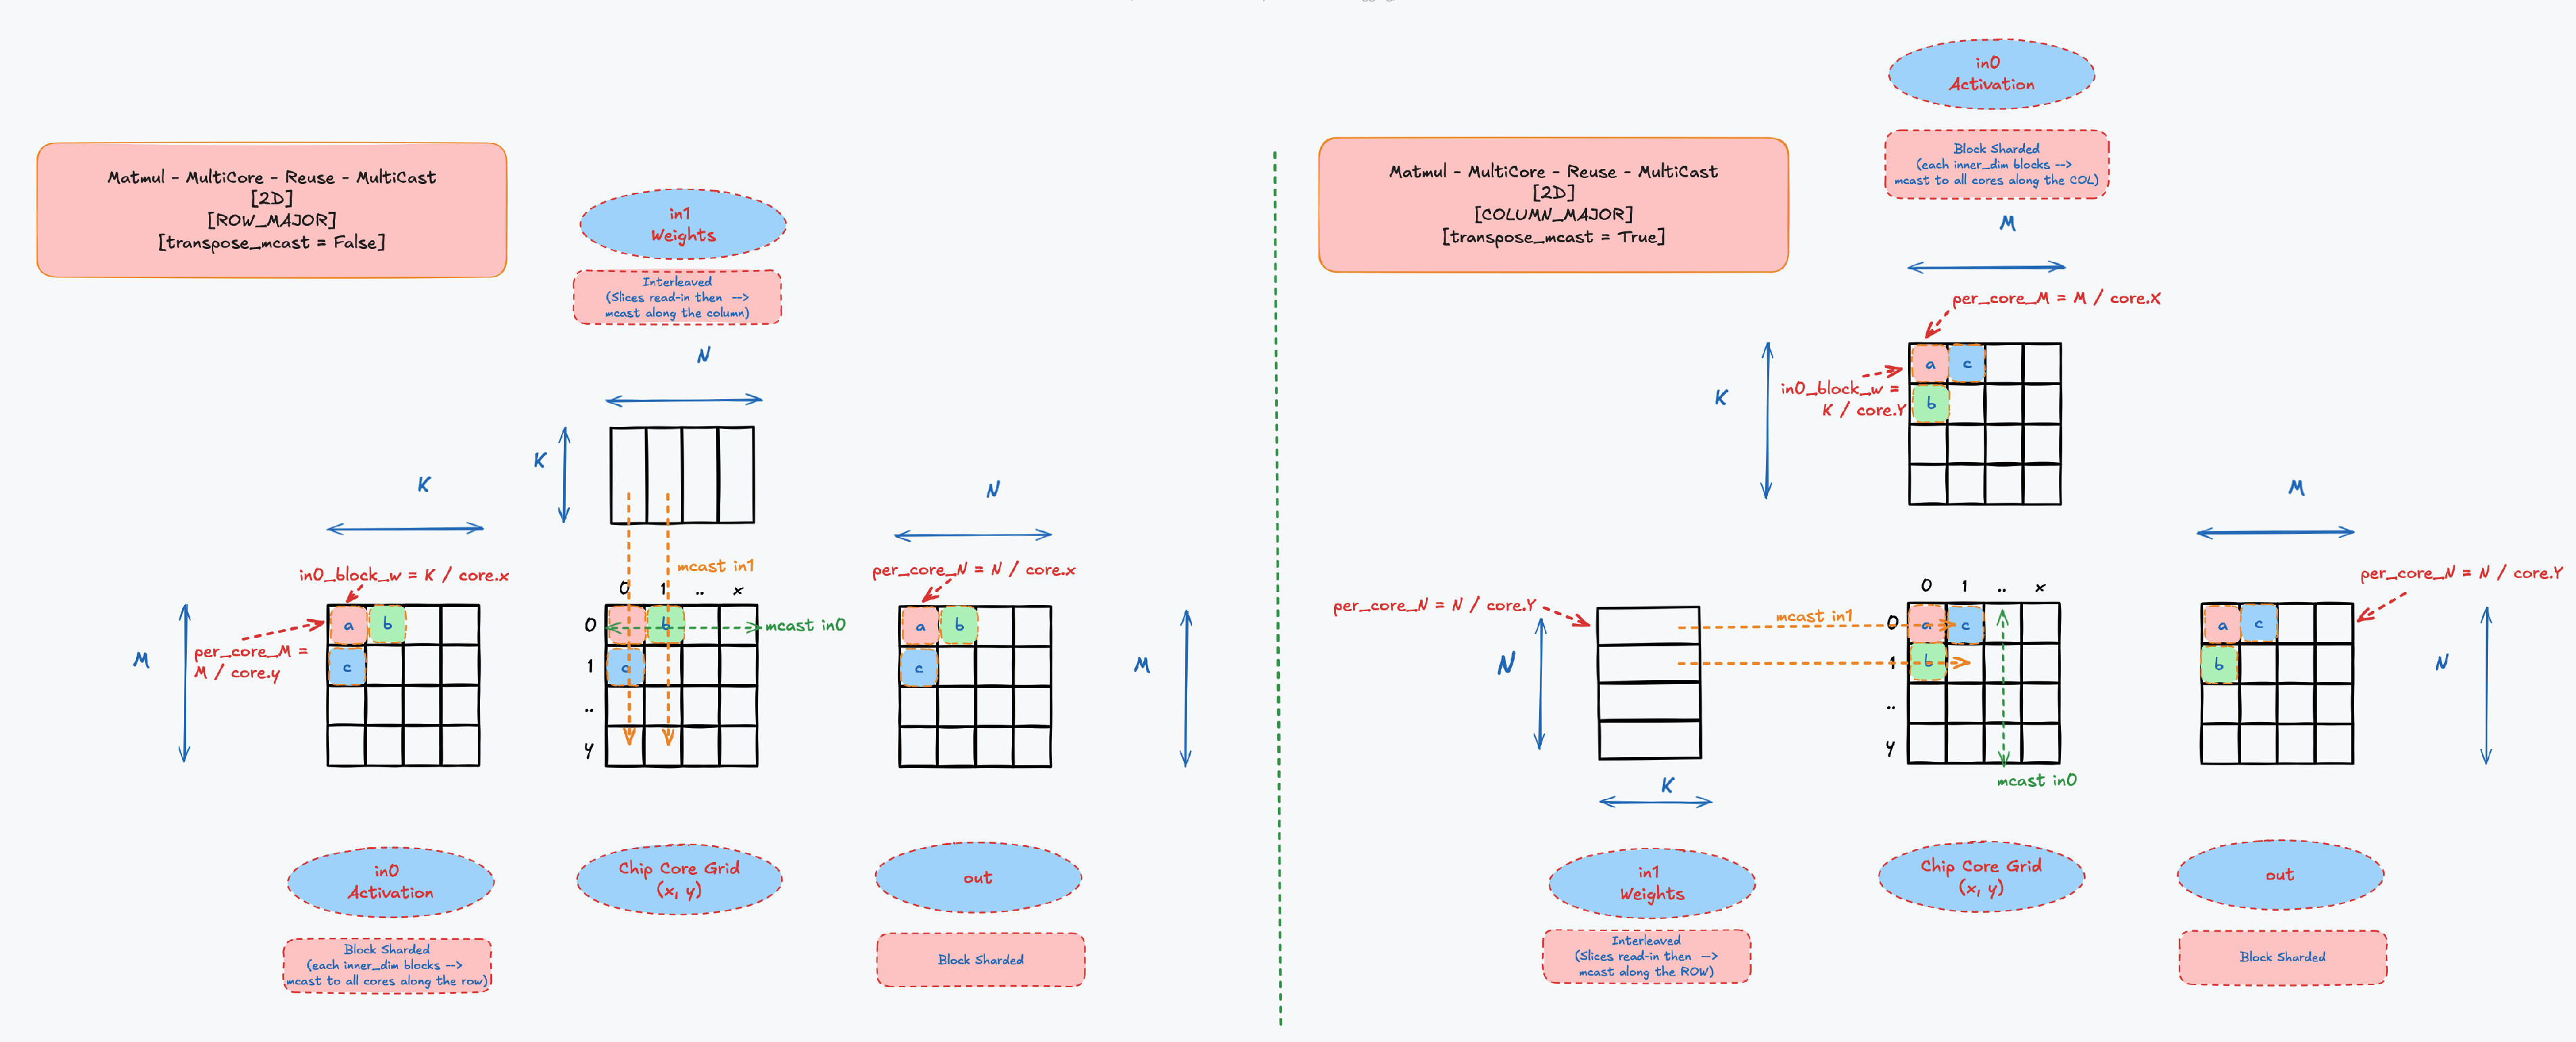 Matmul - MultiCore - Reuse - MultiCast
[2D]
[ROW_MAJOR]
[transpose_mcast = False]
in1
Weights
Interleaved
(Slices read-in then -->
mcast along the column)
N
K
K
in0_block_w = K / core.x
M
per_core_M =
M / core.y
a
b
c
mcast in1
0
1
..
x
0
1
..
y
b
c
mcast in0
N
per_core_N = N / core.x
a
b
c
M
in0
Activation
Block Sharded
(each inner_dim blocks -->
mcast to all cores along the row)
Chip Core Grid
(x, y)
out
Block Sharded
Matmul - MultiCore - Reuse - MultiCast
[2D]
[COLUMN_MAJOR]
[transpose_mcast = True]
in0
Activation
Block Sharded
(each inner_dim blocks -->
mcast to all cores along the COL)
M
per_core_M = M / core.X
K
in0_block_w =
K / core.Y
a
c
b
per_core_N = N / core.Y
N
K
mcast in1
0
1
..
x
0
1
..
y
a
c
b
mcast in0
M
per_core_N = N / core.Y
a
c
b
N
in1
Weights
Interleaved
(Slices read-in then -->
mcast along the ROW)
Chip Core Grid
(x, y)
out
Block Sharded